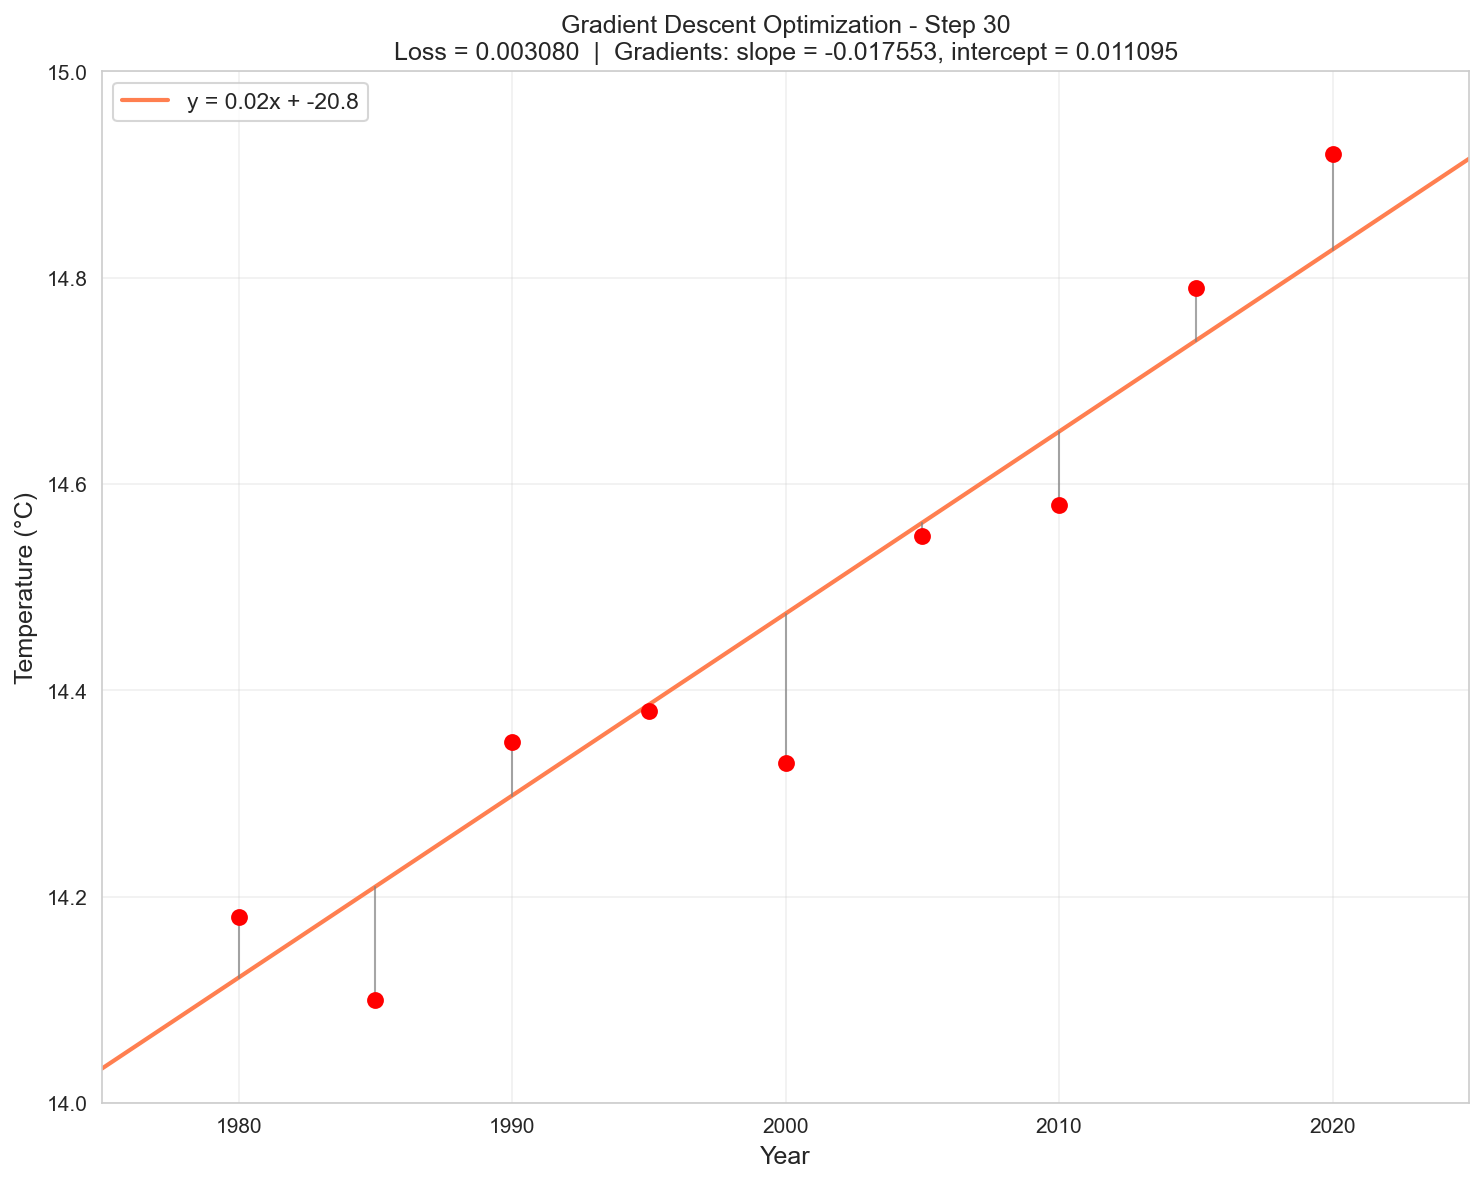 Gradient Descent Optimization - Step 30
Loss = 0.003080 | Gradients: slope = -0.017553, intercept = 0.011095
y = 0.02x + -20.8
Temperature (°C)
15.0
14.8
14.6
14.4
14.2
14.0
1980
1990
2000
2010
2020
Year